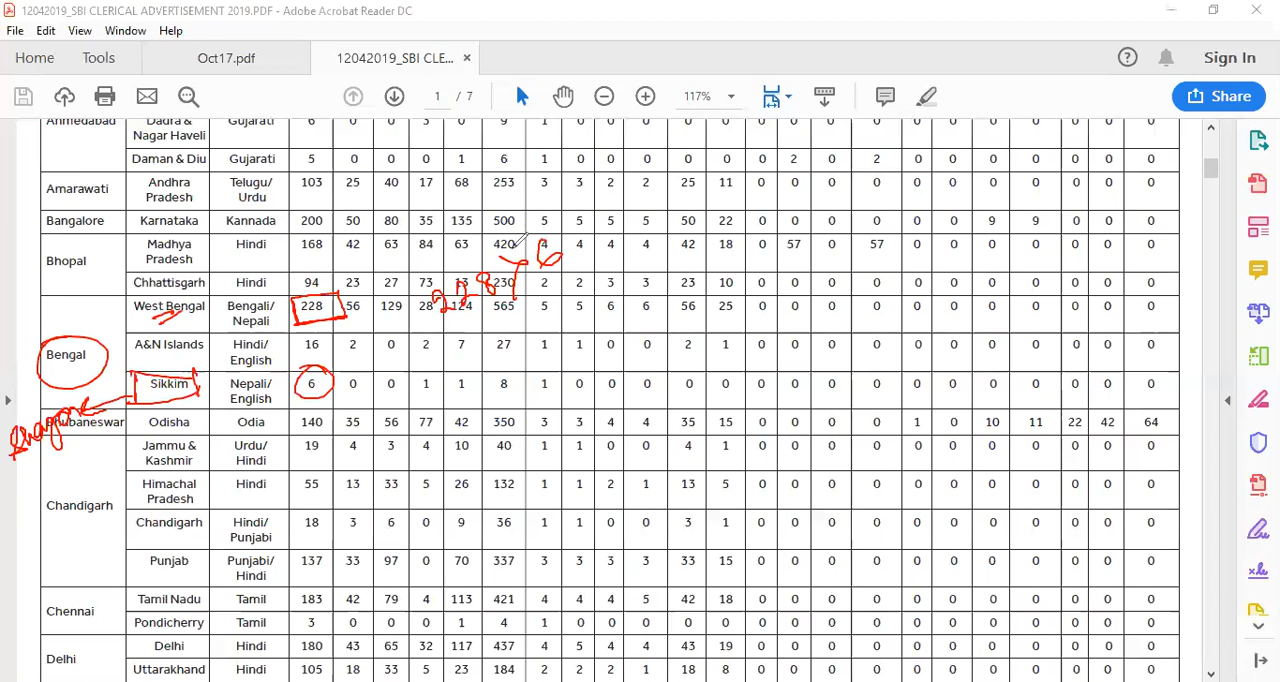 12042019_SBI CLERICAL ADVERTISEMENT 2019.PDF - Adobe Acrobat Reader DC
File Edit View Window Help
Home Tools Oct17.pdf 12042019_SBI CLE... × Sign In
1 / 7 117% Share
Ahmedabad Dadra & Nagar Haveli Gujarati 6 0 0 3 0 9 1 0 0 0 0 0 0 0 0 0 0 0 0 0 0 0 0
Daman & Diu Gujarati 5 0 0 0 1 6 1 0 0 0 0 0 0 2 0 2 0 0 0 0 0 0 0
Amarawati Andhra Pradesh Telugu/ Urdu 103 25 40 17 68 253 3 3 2 2 25 11 0 0 0 0 0 0 0 0 0 0 0
Bangalore Karnataka Kannada 200 50 80 35 135 500 5 5 5 5 50 22 0 0 0 0 0 0 9 9 0 0 0
Bhopal Madhya Pradesh Hindi 168 42 63 84 63 420 4 4 4 4 42 18 0 57 0 57 0 0 0 0 0 0 0
Chhattisgarh Hindi 94 23 27 73 13 230 2 2 3 3 23 10 0 0 0 0 0 0 0 0 0 0 0
228 6
Bengal West Bengal Bengali/ Nepali 228 56 129 28 124 565 5 5 6 6 56 25 0 0 0 0 0 0 0 0 0 0 0
A&N Islands Hindi/ English 16 2 0 2 7 27 1 1 0 0 2 1 0 0 0 0 0 0 0 0 0 0 0
Sikkim Nepali/ English 6 0 0 1 1 8 1 0 0 0 0 0 0 0 0 0 0 0 0 0 0 0 0
Bhubaneswar Odisha Odia 140 35 56 77 42 350 3 3 4 4 35 15 0 0 0 0 1 0 10 11 22 42 64
Chandigarh Jammu & Kashmir Urdu/ Hindi 19 4 3 4 10 40 1 1 0 0 4 1 0 0 0 0 0 0 0 0 0 0 0
Himachal Pradesh Hindi 55 13 33 5 26 132 1 1 2 1 13 5 0 0 0 0 0 0 0 0 0 0 0
Chandigarh Hindi/ Punjabi 18 3 6 0 9 36 1 1 0 0 3 1 0 0 0 0 0 0 0 0 0 0 0
Punjab Punjabi/ Hindi 137 33 97 0 70 337 3 3 3 3 33 15 0 0 0 0 0 0 0 0 0 0 0
Chennai Tamil Nadu Tamil 183 42 79 4 113 421 4 4 4 5 42 18 0 0 0 0 0 0 0 0 0 0 0
Pondicherry Tamil 3 0 0 0 1 4 1 0 0 0 0 0 0 0 0 0 0 0 0 0 0 0 0
Delhi Delhi Hindi 180 43 65 32 117 437 4 5 4 4 43 19 0 0 0 0 0 0 0 0 0 0 0
Uttarakhand Hindi 105 18 33 5 23 184 2 2 2 1 18 8 0 0 0 0 0 0 0 0 0 0 0